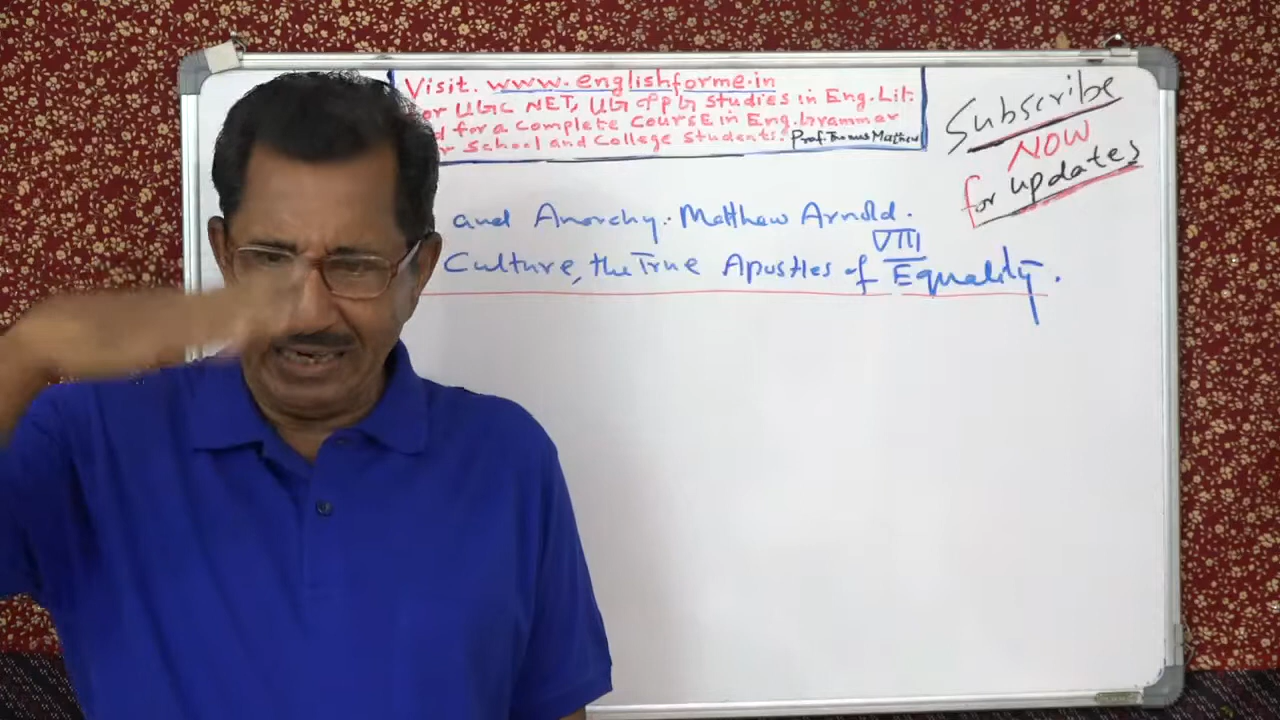 Visit. www.englishforme.in
or UGC NET, UG & PG Studies in Eng. Lit.
d for a Complete Course in Eng. Grammar
r School and College Students. Prof. Thomas Mathew
Subscribe
NOW
for updates
and Anarchy. Matthew Arnold.
VIII
Culture, the True Apostles of Equality.